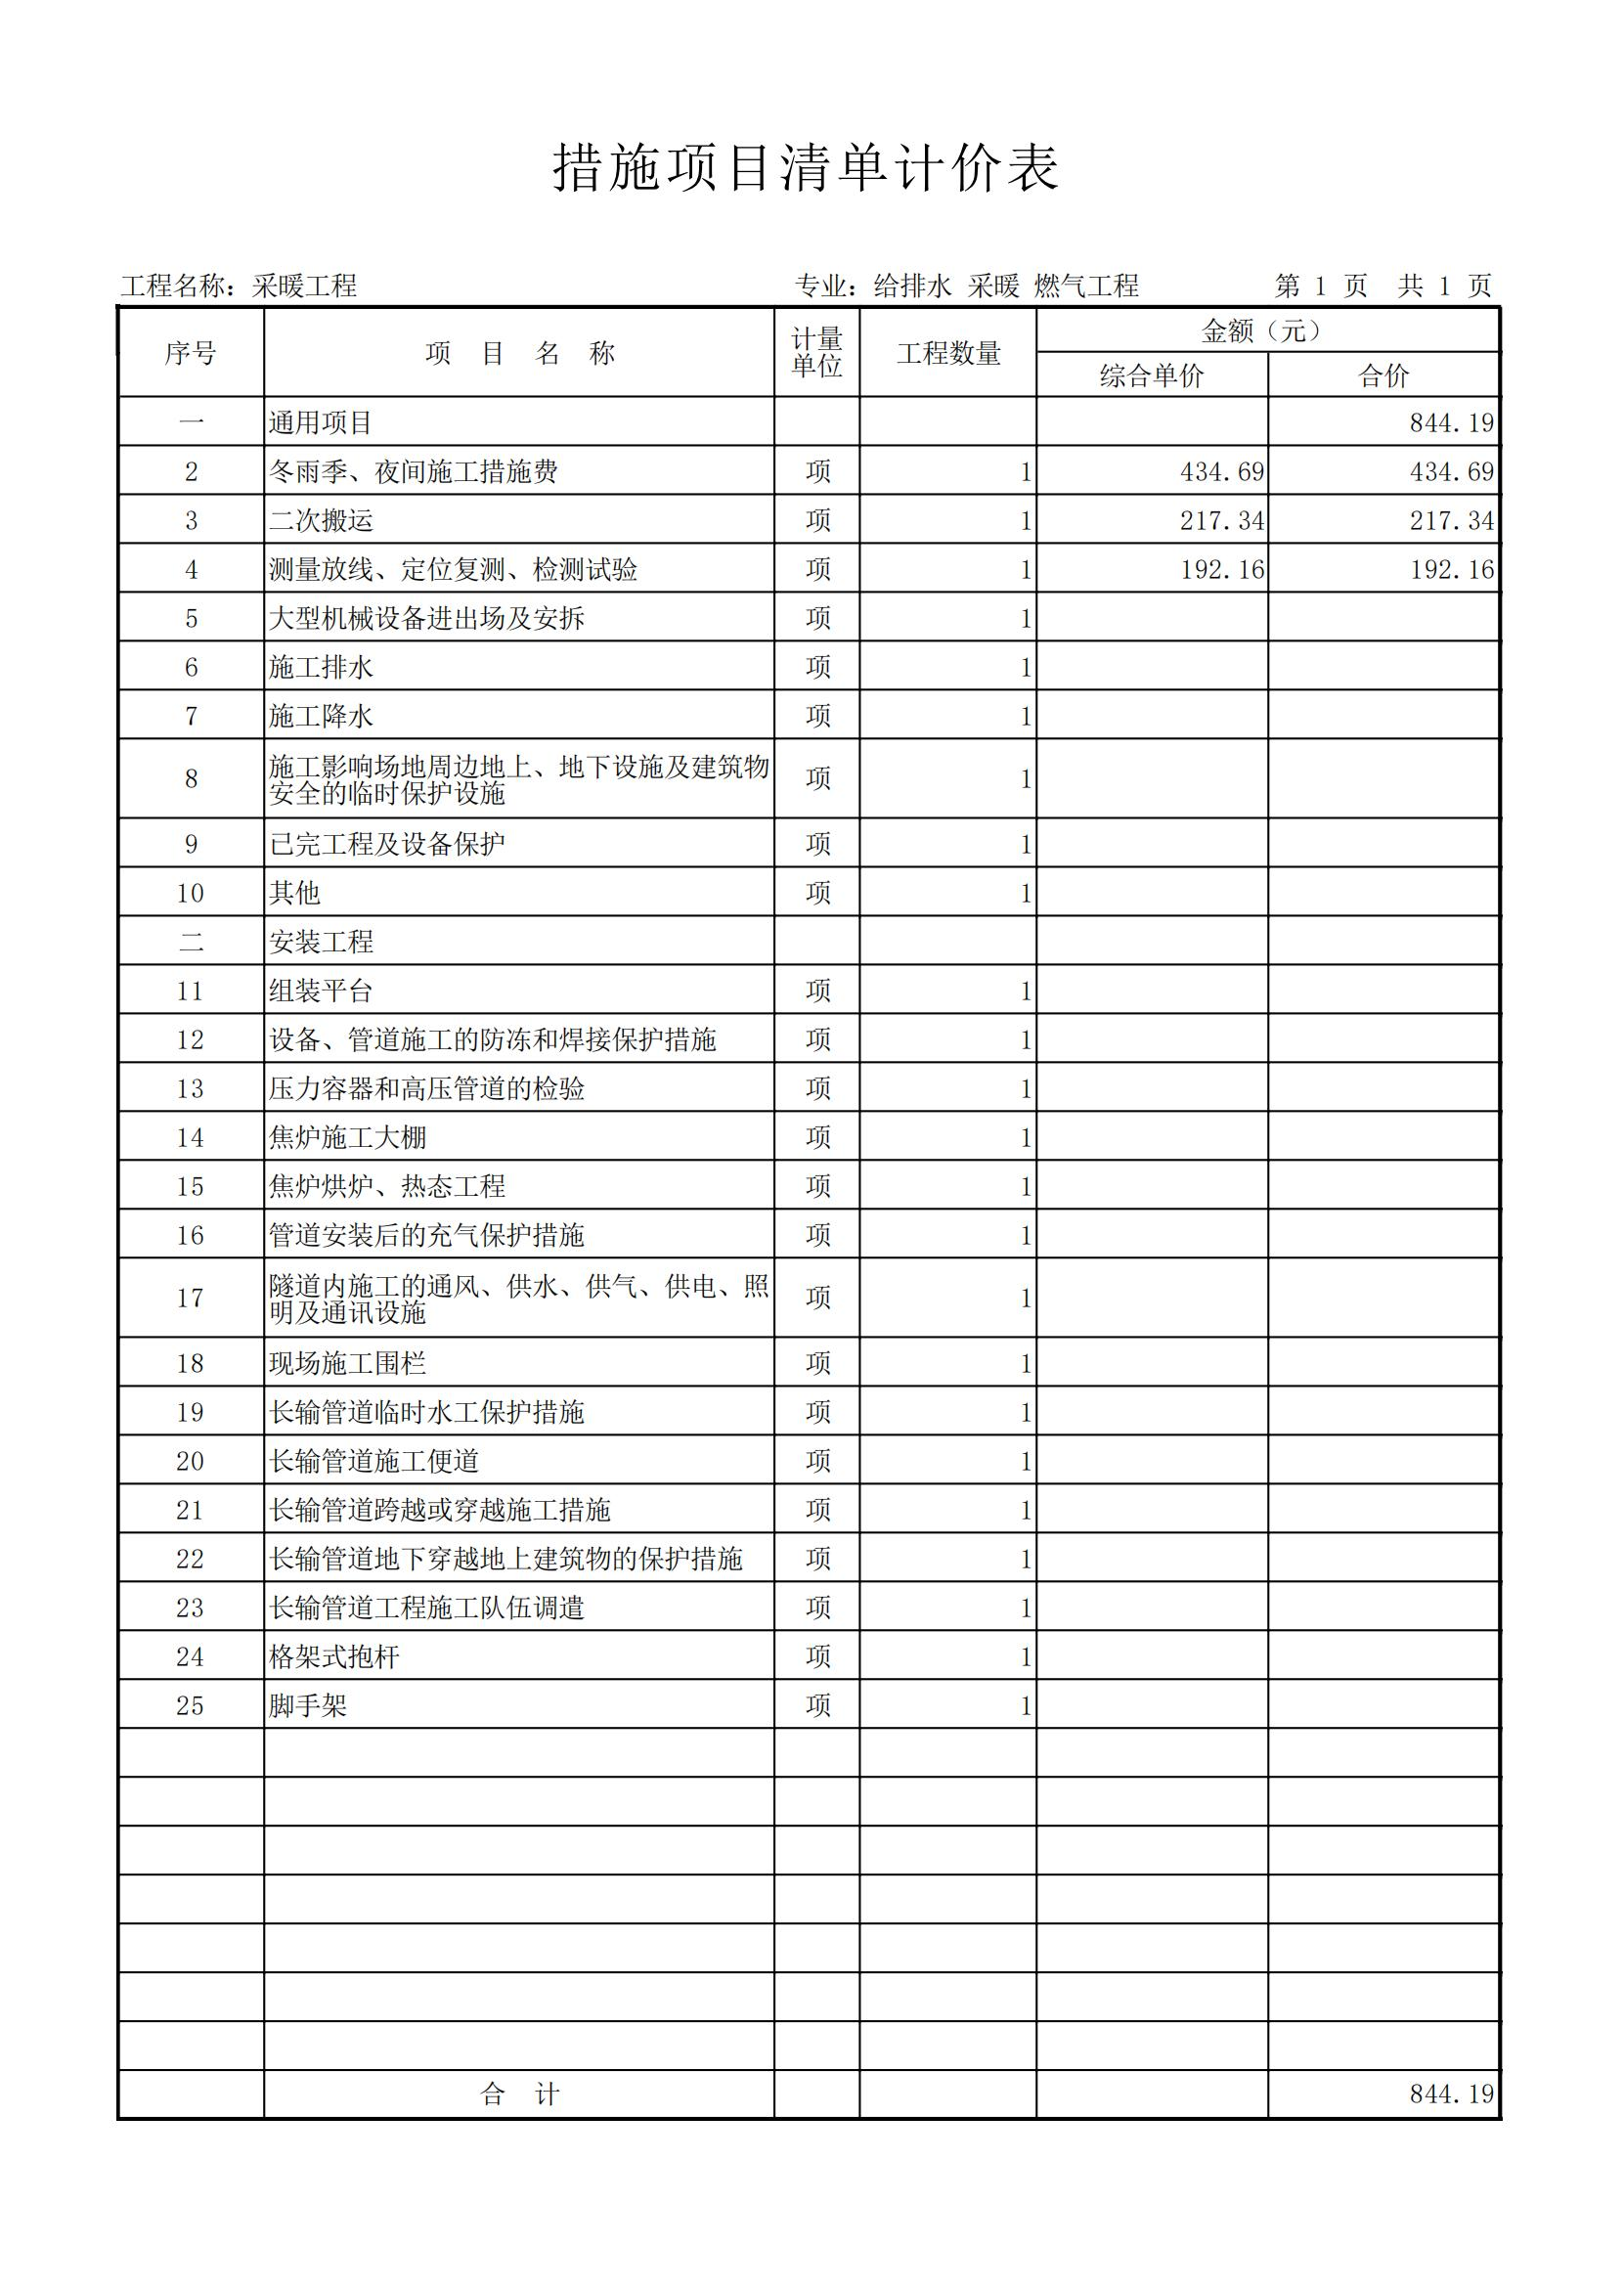 措施项目清单计价表
工程名称：采暖工程 专业：给排水 采暖 燃气工程 第 1 页 共 1 页
序号 项 目 名 称 计量单位 工程数量 金额（元）
综合单价 合价
一 通用项目 844.19
2 冬雨季、夜间施工措施费 项 1 434.69 434.69
3 二次搬运 项 1 217.34 217.34
4 测量放线、定位复测、检测试验 项 1 192.16 192.16
5 大型机械设备进出场及安拆 项 1
6 施工排水 项 1
7 施工降水 项 1
8 施工影响场地周边地上、地下设施及建筑物
安全的临时保护设施 项 1
9 已完工程及设备保护 项 1
10 其他 项 1
二 安装工程
11 组装平台 项 1
12 设备、管道施工的防冻和焊接保护措施 项 1
13 压力容器和高压管道的检验 项 1
14 焦炉施工大棚 项 1
15 焦炉烘炉、热态工程 项 1
16 管道安装后的充气保护措施 项 1
17 隧道内施工的通风、供水、供气、供电、照
明及通讯设施 项 1
18 现场施工围栏 项 1
19 长输管道临时水工保护措施 项 1
20 长输管道施工便道 项 1
21 长输管道跨越或穿越施工措施 项 1
22 长输管道地下穿越地上建筑物的保护措施 项 1
23 长输管道工程施工队伍调遣 项 1
24 格架式抱杆 项 1
25 脚手架 项 1
合 计 844.19